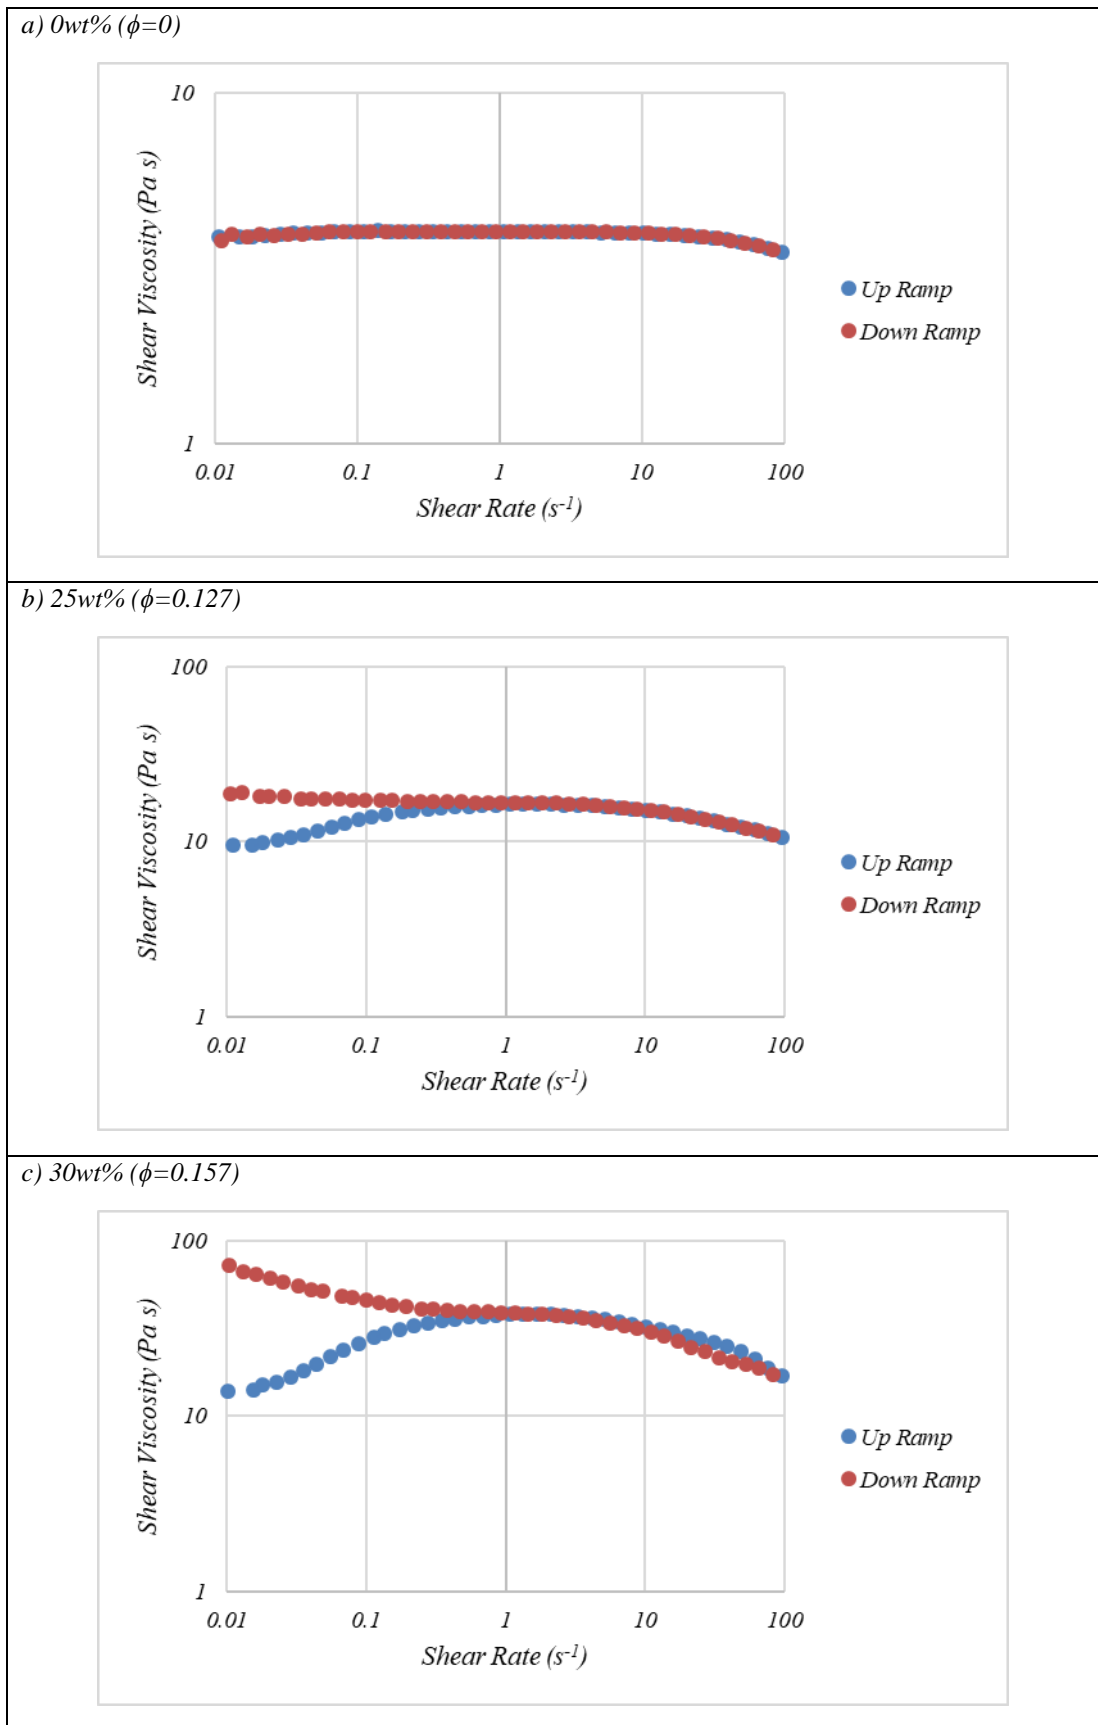 a) 0wt% (ϕ=0)
10
Shear Viscosity (Pa s)
Up Ramp
Down Ramp
1
0.01 0.1 1 10 100
Shear Rate (s⁻¹)
b) 25wt% (ϕ=0.127)
100
Shear Viscosity (Pa s)
10
Up Ramp
Down Ramp
1
0.01 0.1 1 10 100
Shear Rate (s⁻¹)
c) 30wt% (ϕ=0.157)
100
Shear Viscosity (Pa s)
10
Up Ramp
Down Ramp
1
0.01 0.1 1 10 100
Shear Rate (s⁻¹)